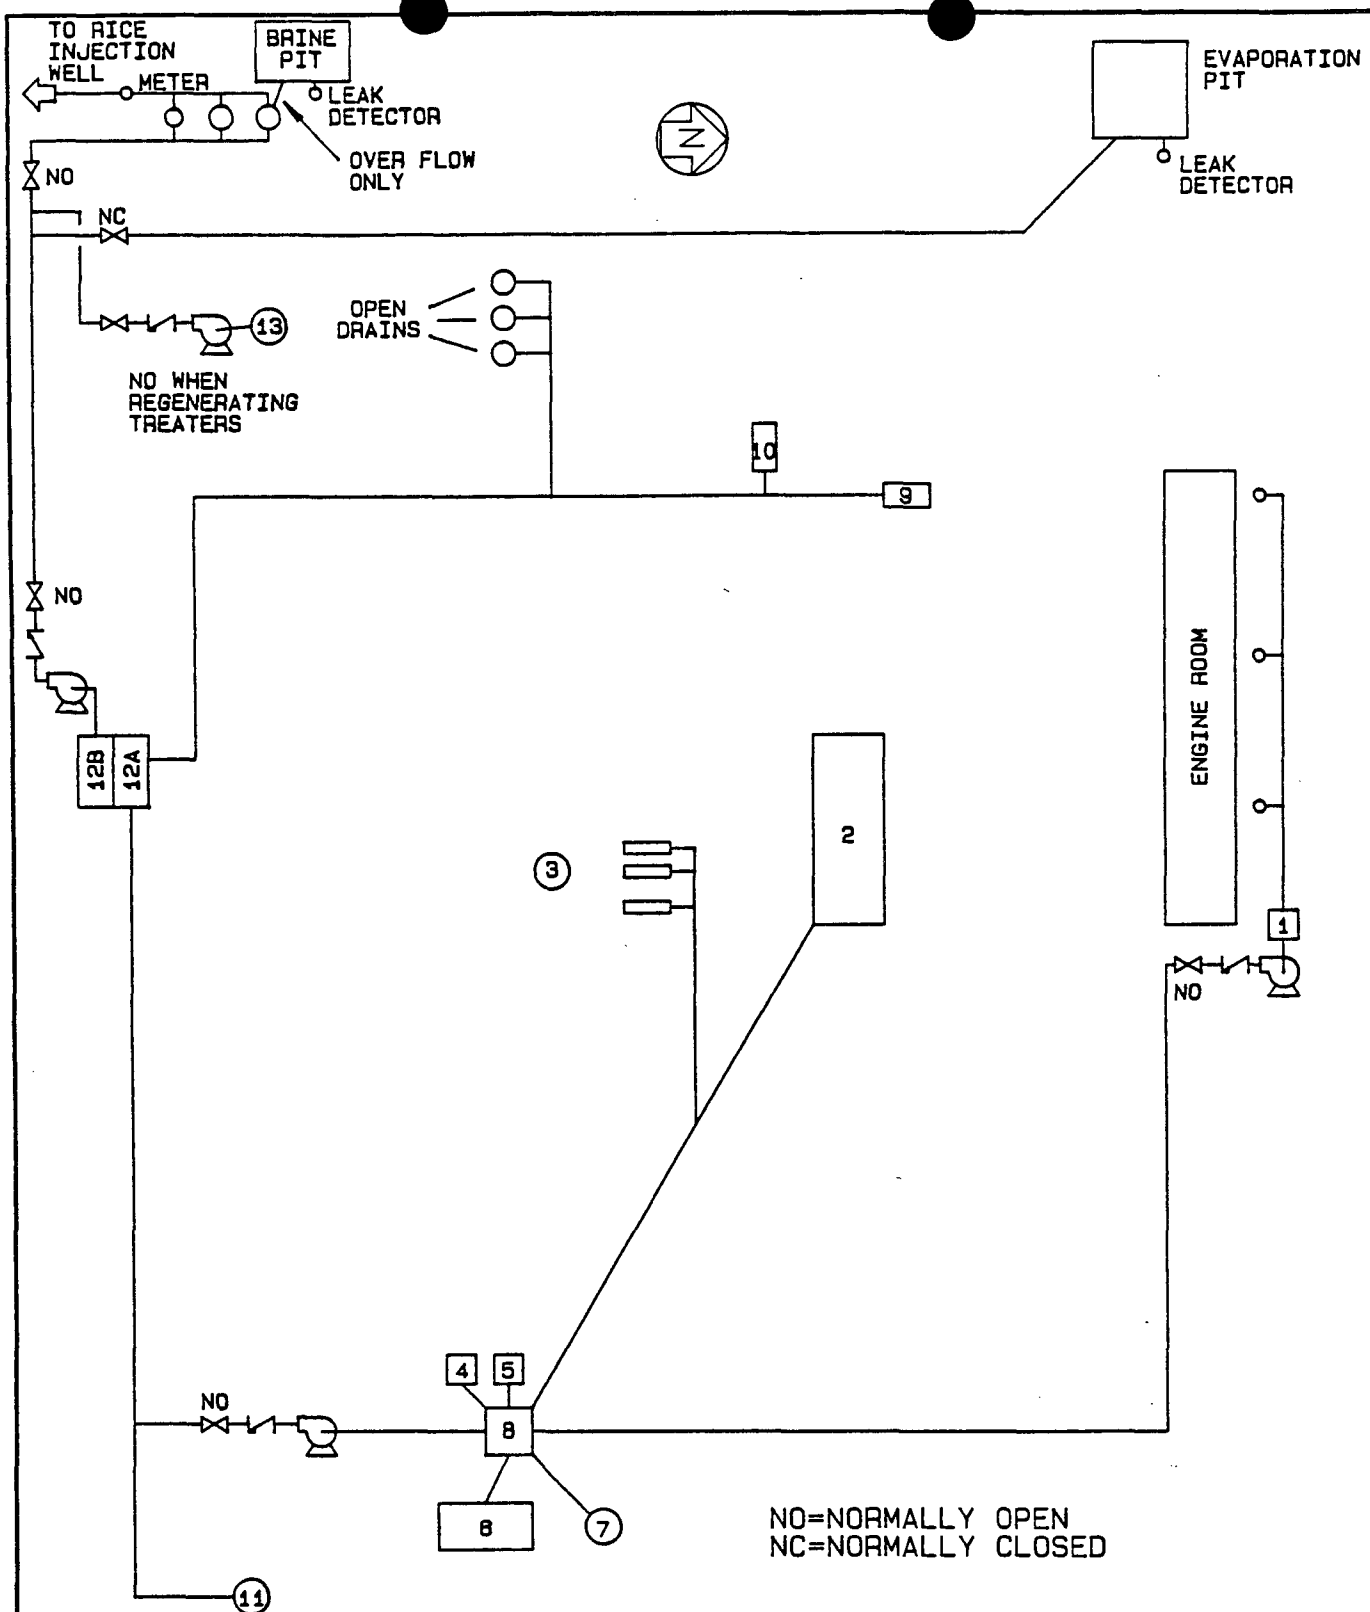 TO RICE
INJECTION
WELL
METER
BRINE
PIT
LEAK
DETECTOR
OVER FLOW
ONLY
N
EVAPORATION
PIT
LEAK
DETECTOR
NO
NC
13
NO WHEN
REGENERATING
TREATERS
OPEN
DRAINS
10
9
NO
ENGINE ROOM
12B
12A
2
3
1
NO
4
5
NO
8
6
7
NO=NORMALLY OPEN
NC=NORMALLY CLOSED
11